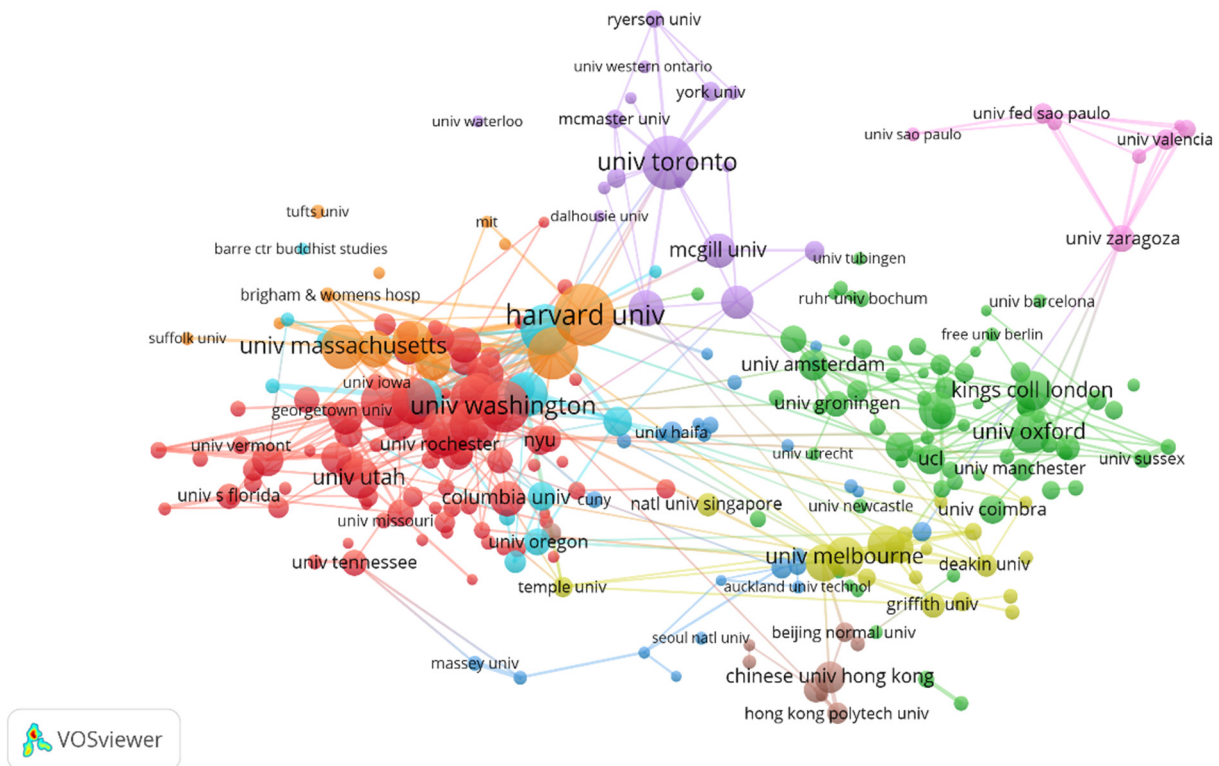 ryerson univ
univ western ontario
york univ
mcmaster univ
univ waterloo
univ fed sao paulo
univ sao paulo
univ valencia
univ toronto
tufts univ
mit
dalhousie univ
barre ctr buddhist studies
mcgill univ
univ zaragoza
univ tubingen
brigham & womens hosp
ruhr univ bochum
univ barcelona
harvard univ
suffolk univ
univ massachusetts
free univ berlin
univ amsterdam
univ iowa
kings coll london
georgetown univ
univ washington
univ groningen
univ vermont
univ rochester
nyu
univ haifa
univ oxford
univ utrecht
ucl
univ manchester
univ sussex
univ utah
univ s florida
columbia univ
cuny
natl univ singapore
univ newcastle
univ coimbra
univ missouri
univ oregon
univ tennessee
univ melbourne
deakin univ
temple univ
auckland univ technol
griffith univ
seoul natl univ
beijing normal univ
massey univ
chinese univ hong kong
hong kong polytech univ
VOSviewer